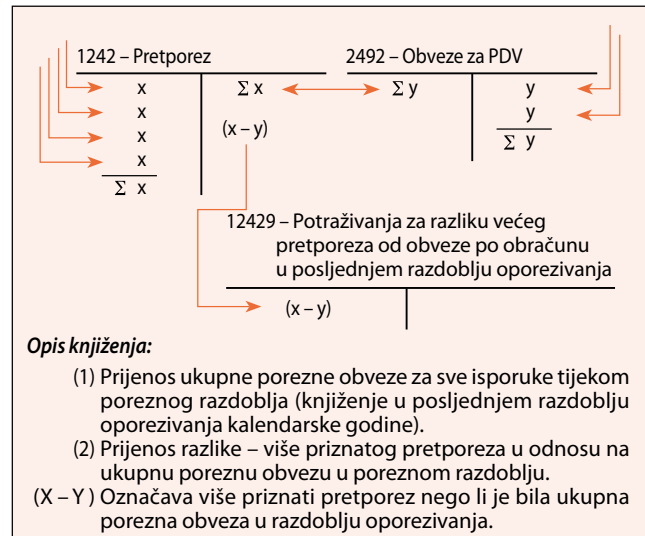 1242 – Pretporez 2492 – Obveze za PDV
x Σ x Σ y y
x y
x (x – y) Σ y
x
Σ x
12429 – Potraživanja za razliku većeg
pretporeza od obveze po obračunu
u posljednjem razdoblju oporezivanja
(x – y)
Opis knjiženja:
(1) Prijenos ukupne porezne obveze za sve isporuke tijekom
poreznog razdoblja (knjiženje u posljednjem razdoblju
oporezivanja kalendarske godine).
(2) Prijenos razlike – više priznatog pretporeza u odnosu na
ukupnu poreznu obvezu u poreznom razdoblju.
(X – Y ) Označava više priznati pretporez nego li je bila ukupna
porezna obveza u razdoblju oporezivanja.